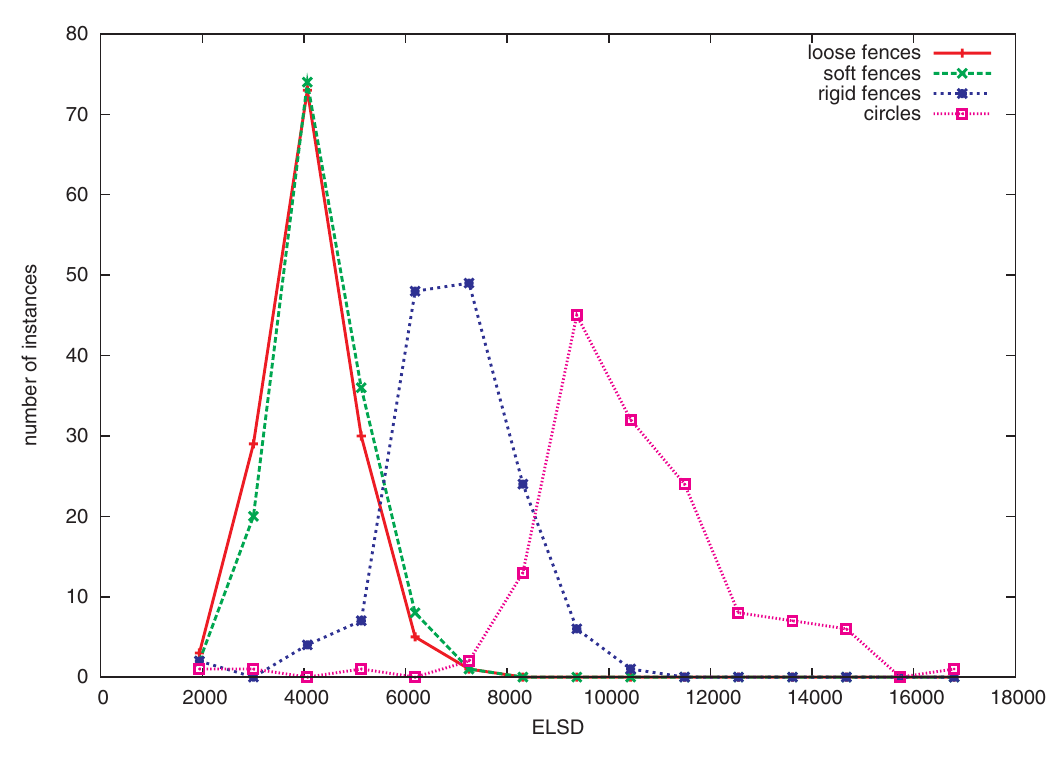 80
70
60
50
40
30
20
10
0
number of instances
loose fences
soft fences
rigid fences
circles
0 2000 4000 6000 8000 10000 12000 14000 16000 18000
ELSD